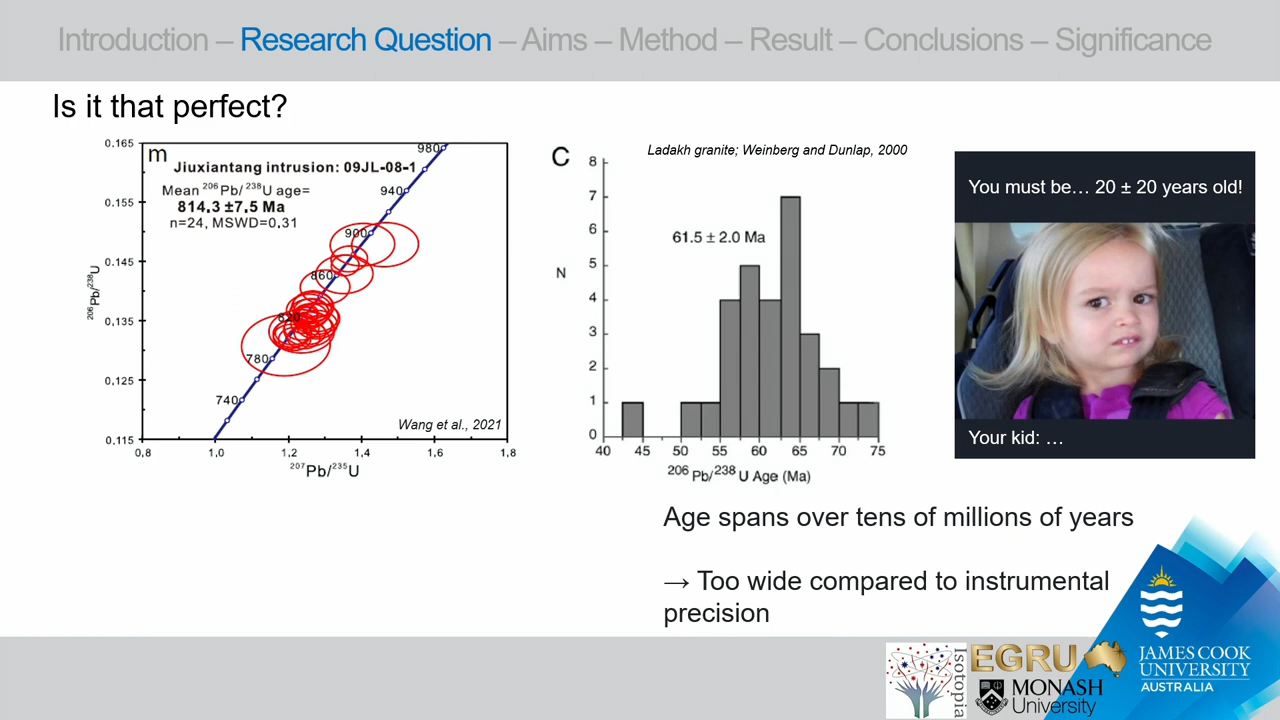 Introduction – Research Question – Aims – Method – Result – Conclusions – Significance
Is it that perfect?
m
Jiuxiantang intrusion: 09JL-08-1
Mean 206Pb/238U age=
814.3 ±7.5 Ma
n=24, MSWD=0.31
980
940
900
860
820
780
740
0.165
0.155
0.145
0.135
0.125
0.115
206Pb/238U
0.8 1.0 1.2 1.4 1.6 1.8
207Pb/235U
Wang et al., 2021
C
Ladakh granite; Weinberg and Dunlap, 2000
61.5 ± 2.0 Ma
N
8
7
6
5
4
3
2
1
0
40 45 50 55 60 65 70 75
206 Pb/238 U Age (Ma)
You must be… 20 ± 20 years old!
Your kid: …
Age spans over tens of millions of years
→ Too wide compared to instrumental
precision
Isotopia
EGRU
MONASH
University
JAMES COOK
UNIVERSITY
AUSTRALIA